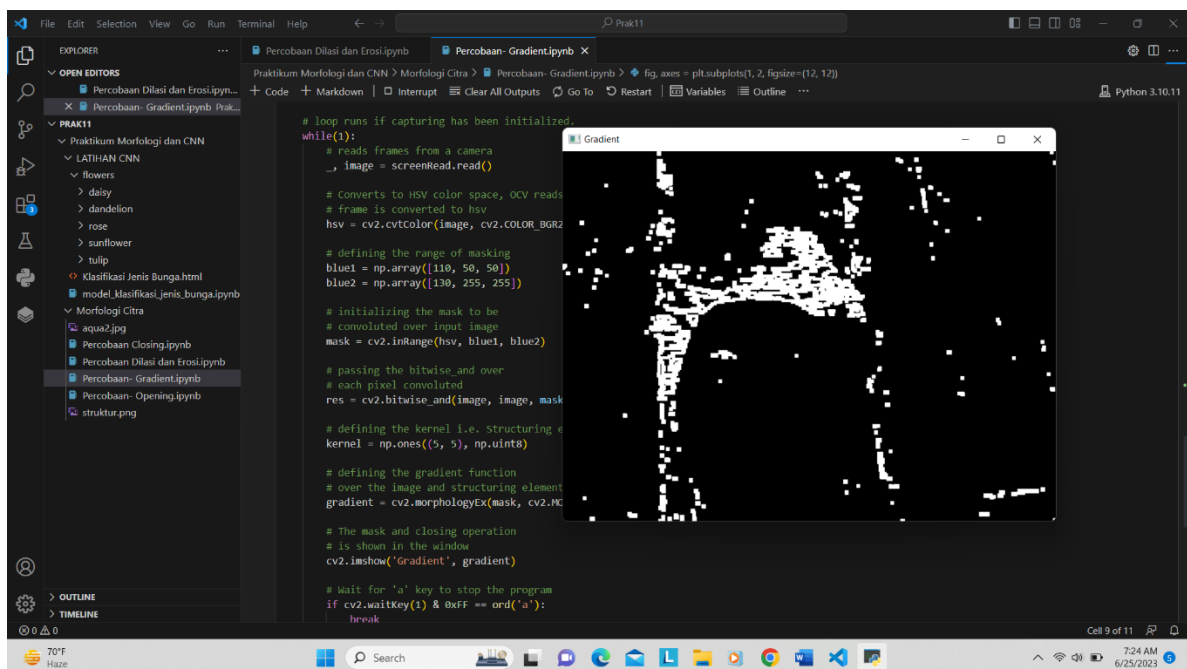 File Edit Selection View Go Run Terminal Help
Prak11
EXPLORER
Percobaan Dilasi dan Erosi.ipynb
Percobaan- Gradient.ipynb
OPEN EDITORS
Percobaan Dilasi dan Erosi.ipyn...
Percobaan- Gradient.ipynb Prak...
PRAK11
Praktikum Morfologi dan CNN
LATIHAN CNN
flowers
daisy
dandelion
rose
sunflower
tulip
Klasifikasi Jenis Bunga.html
model_klasifikasi_jenis_bunga.ipynb
Morfologi Citra
aqua2.jpg
Percobaan Closing.ipynb
Percobaan Dilasi dan Erosi.ipynb
Percobaan- Gradient.ipynb
Percobaan- Opening.ipynb
struktur.png
OUTLINE
TIMELINE
Praktikum Morfologi dan CNN > Morfologi Citra > Percobaan- Gradient.ipynb > fig, axes = plt.subplots(1, 2, figsize=(12, 12))
+ Code + Markdown Interrupt Clear All Outputs Go To Restart Variables Outline ... Python 3.10.11
# loop runs if capturing has been initialized.
while(1):
# reads frames from a camera
_, image = screenRead.read()
# Converts to HSV color space, OCV reads
# frame is converted to hsv
hsv = cv2.cvtColor(image, cv2.COLOR_BGR2
# defining the range of masking
blue1 = np.array([110, 50, 50])
blue2 = np.array([130, 255, 255])
# initializing the mask to be
# convoluted over input image
mask = cv2.inRange(hsv, blue1, blue2)
# passing the bitwise_and over
# each pixel convoluted
res = cv2.bitwise_and(image, image, mask
# defining the kernel i.e. Structuring e
kernel = np.ones((5, 5), np.uint8)
# defining the gradient function
# over the image and structuring element
gradient = cv2.morphologyEx(mask, cv2.MO
# The mask and closing operation
# is shown in the window
cv2.imshow('Gradient', gradient)
# Wait for 'a' key to stop the program
if cv2.waitKey(1) & 0xFF == ord('a'):
break
Gradient
3
0 0
Cell 9 of 11
70°F
Haze
Search
7:24 AM
6/25/2023
5